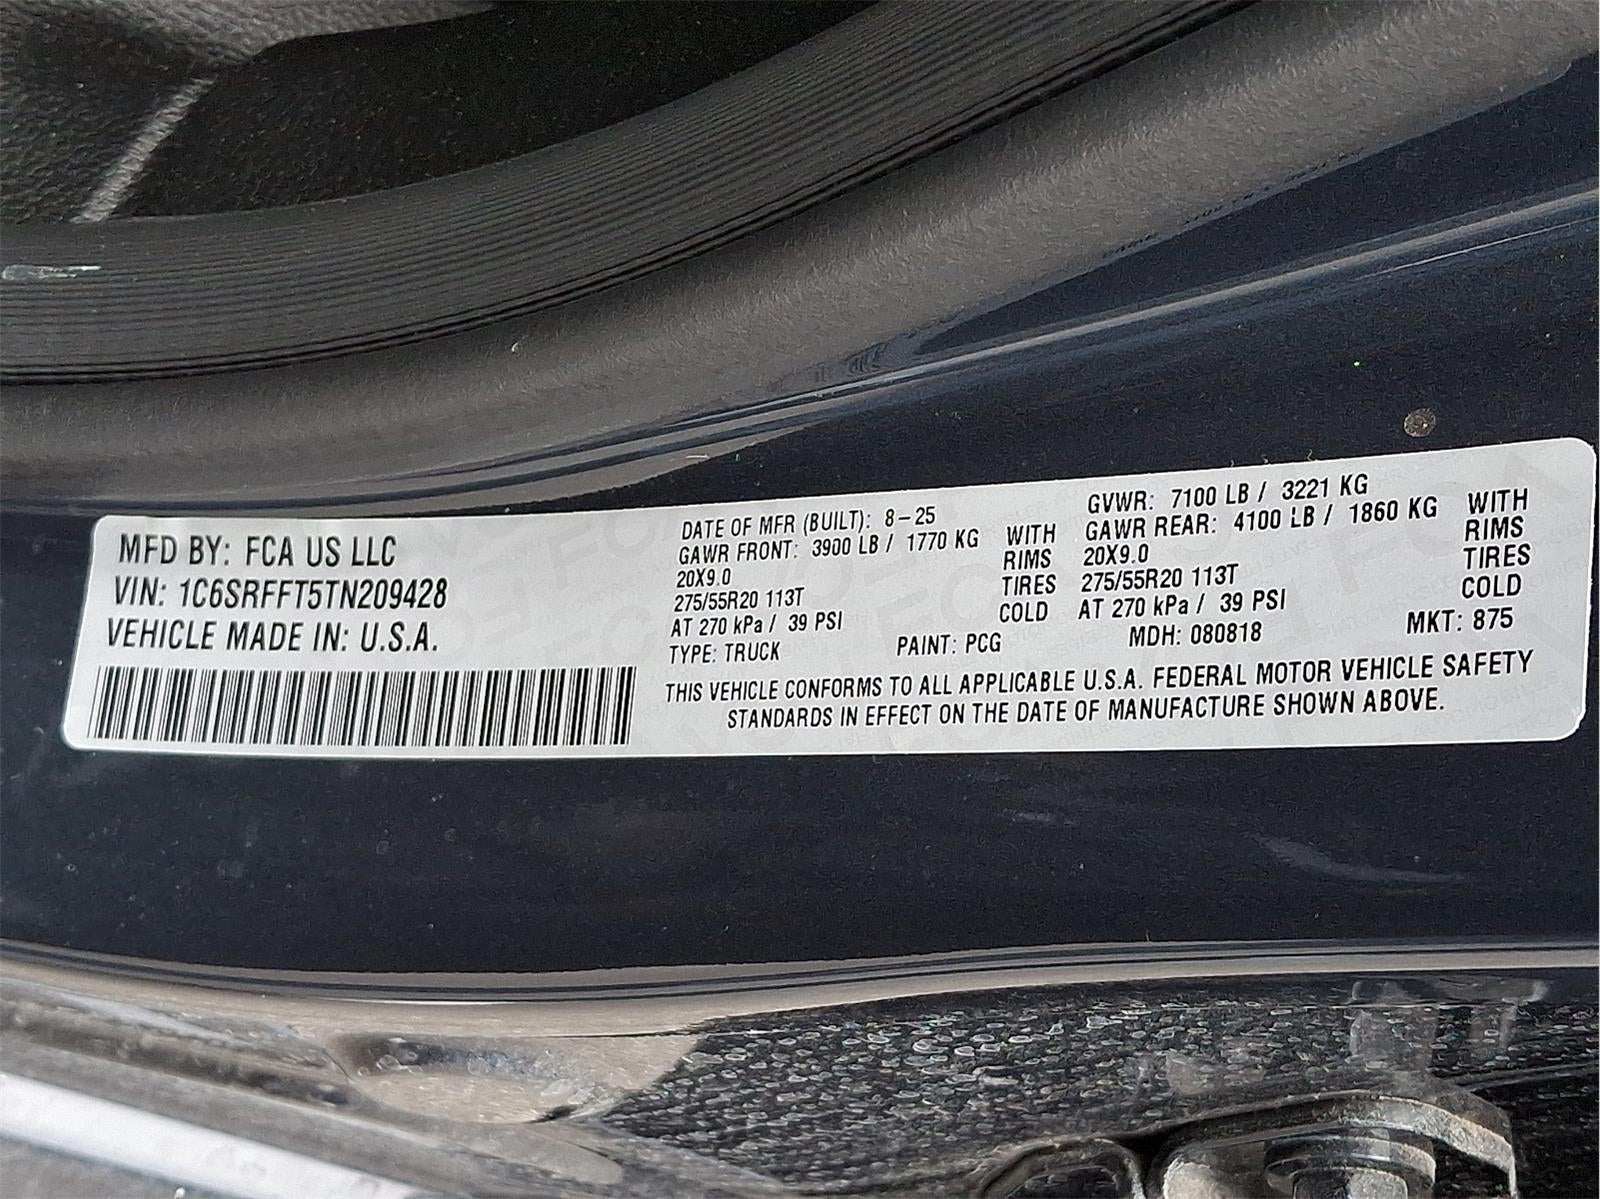 MFD BY: FCA US LLC
VIN: 1C6SRFFT5TN209428
VEHICLE MADE IN: U.S.A.
DATE OF MFR (BUILT): 8-25
GAWR FRONT: 3900 LB / 1770 KG WITH
20X9.0 RIMS
275/55R20 113T TIRES
AT 270 kPa / 39 PSI COLD
GVWR: 7100 LB / 3221 KG
GAWR REAR: 4100 LB / 1860 KG WITH
20X9.0 RIMS
275/55R20 113T TIRES
AT 270 kPa / 39 PSI COLD
TYPE: TRUCK PAINT: PCG MDH: 080818 MKT: 875
THIS VEHICLE CONFORMS TO ALL APPLICABLE U.S.A. FEDERAL MOTOR VEHICLE SAFETY
STANDARDS IN EFFECT ON THE DATE OF MANUFACTURE SHOWN ABOVE.